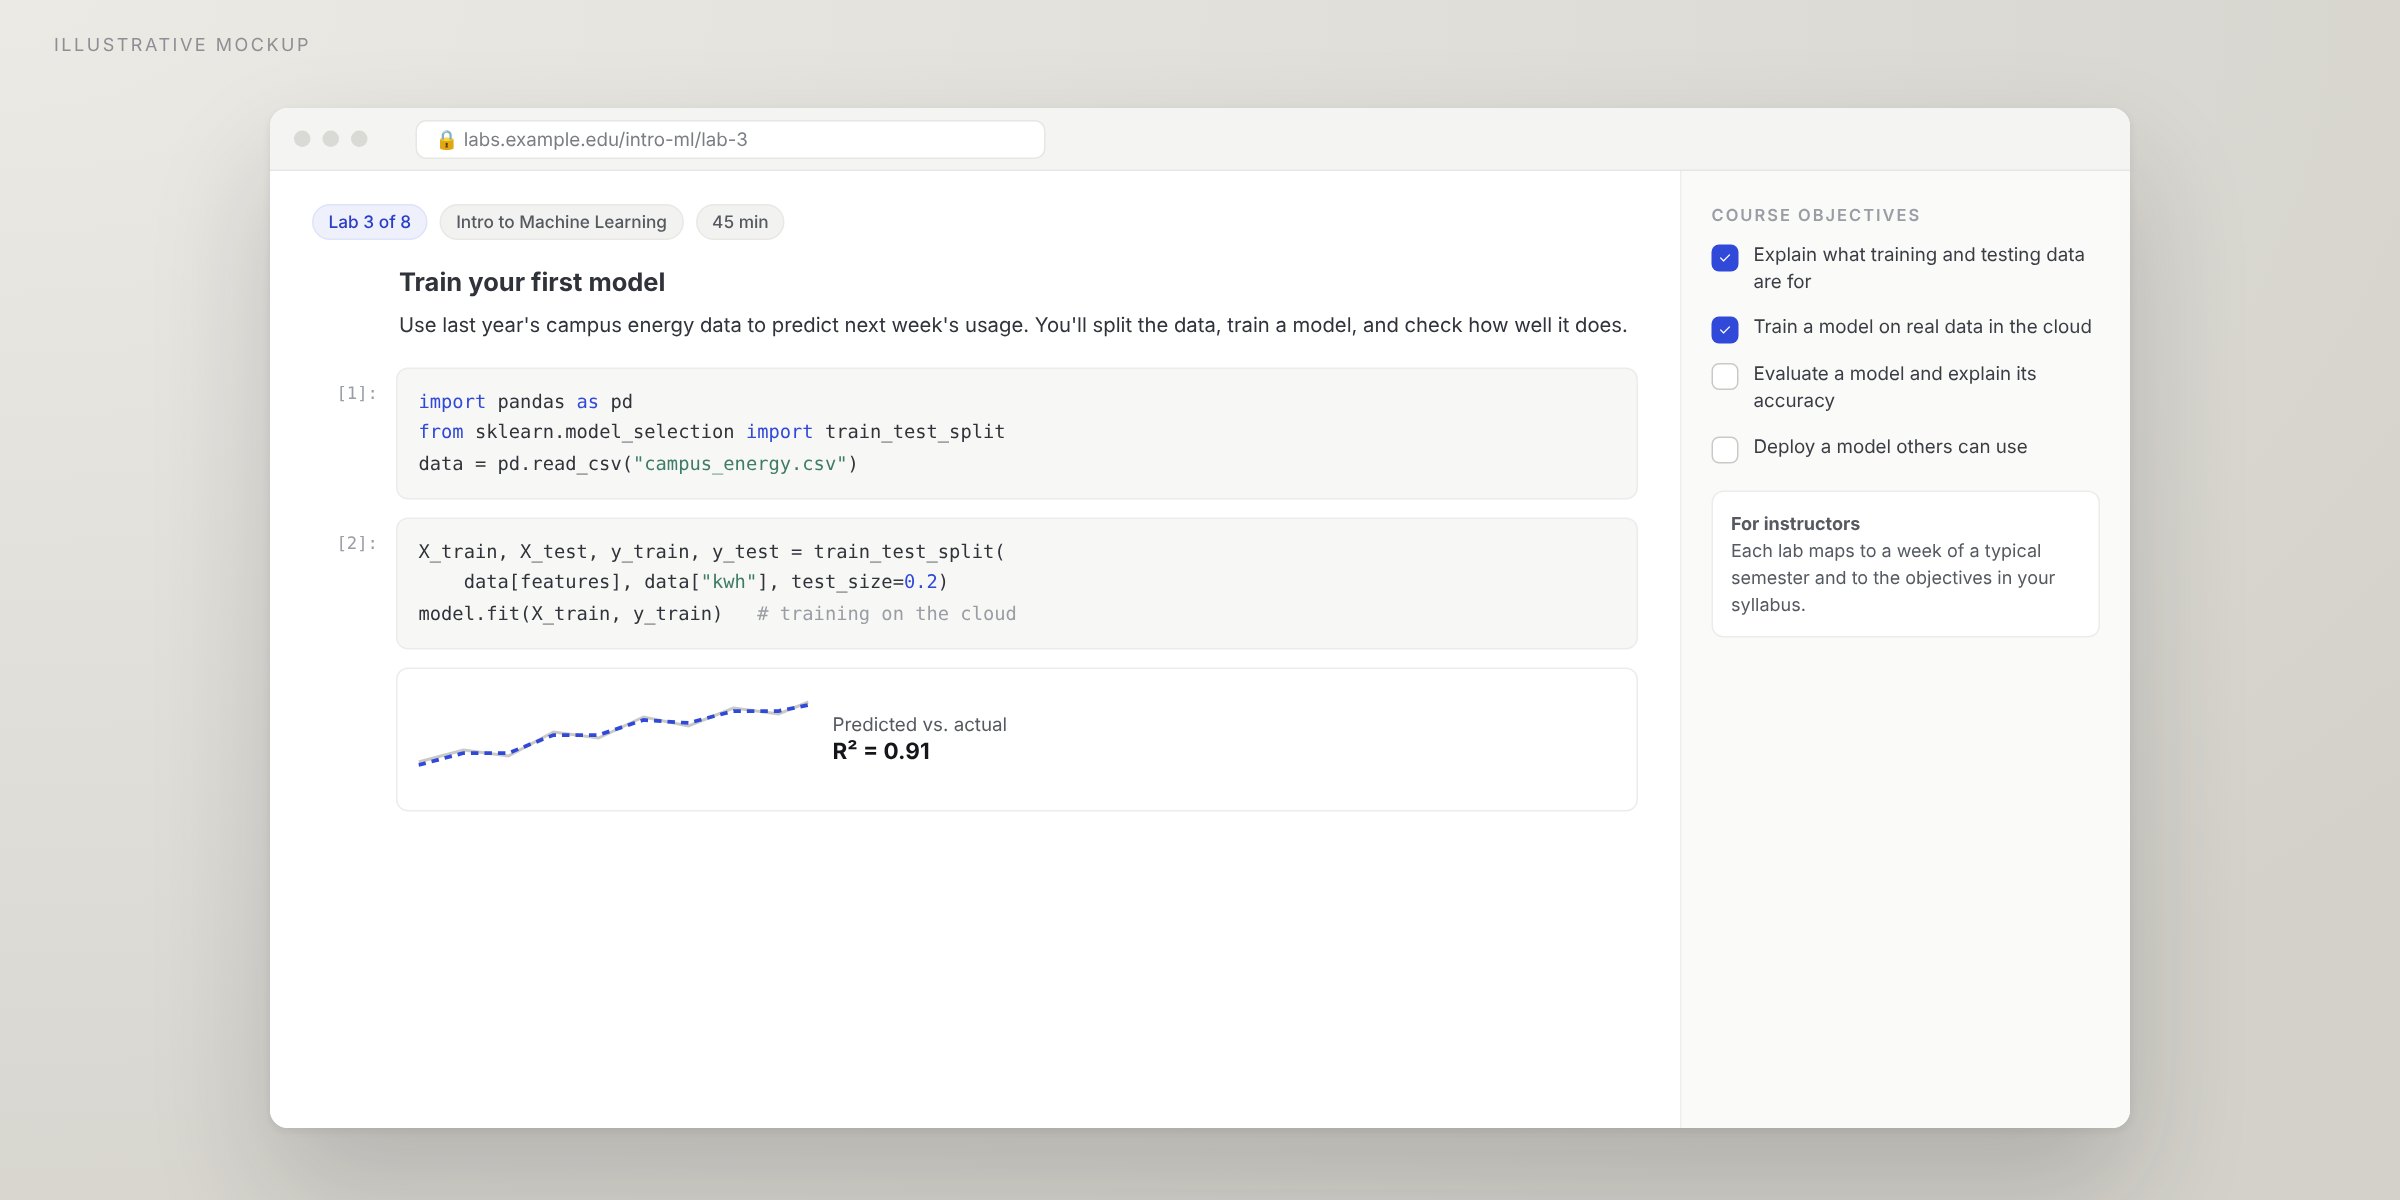 ILLUSTRATIVE MOCKUP
labs.example.edu/intro-ml/lab-3
Lab 3 of 8
Intro to Machine Learning
45 min
Train your first model
Use last year's campus energy data to predict next week's usage. You'll split the data, train a model, and check how well it does.
[1]:
import pandas as pd
from sklearn.model_selection import train_test_split
data = pd.read_csv("campus_energy.csv")
[2]:
X_train, X_test, y_train, y_test = train_test_split(
    data[features], data["kwh"], test_size=0.2)
model.fit(X_train, y_train)   # training on the cloud
Predicted vs. actual
R² = 0.91
COURSE OBJECTIVES
Explain what training and testing data
are for
Train a model on real data in the cloud
Evaluate a model and explain its
accuracy
Deploy a model others can use
For instructors
Each lab maps to a week of a typical
semester and to the objectives in your
syllabus.